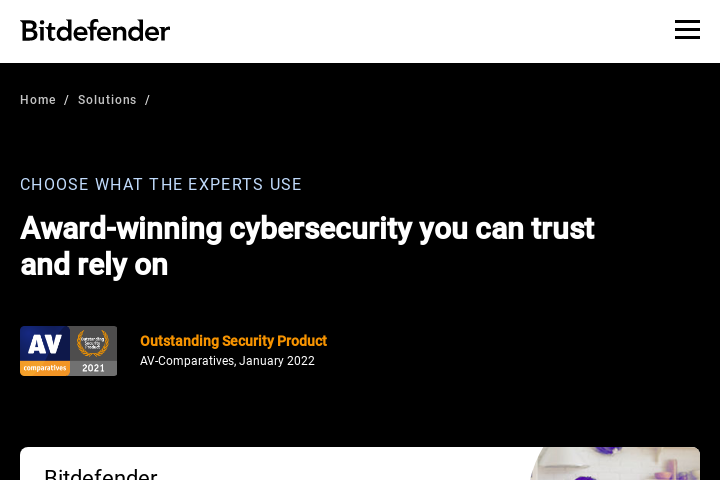 Bitdefender
Home / Solutions /
CHOOSE WHAT THE EXPERTS USE
Award-winning cybersecurity you can trust
and rely on
AV
comparatives
Outstanding
Security
Product
2021
Outstanding Security Product
AV-Comparatives, January 2022
Bitdefender